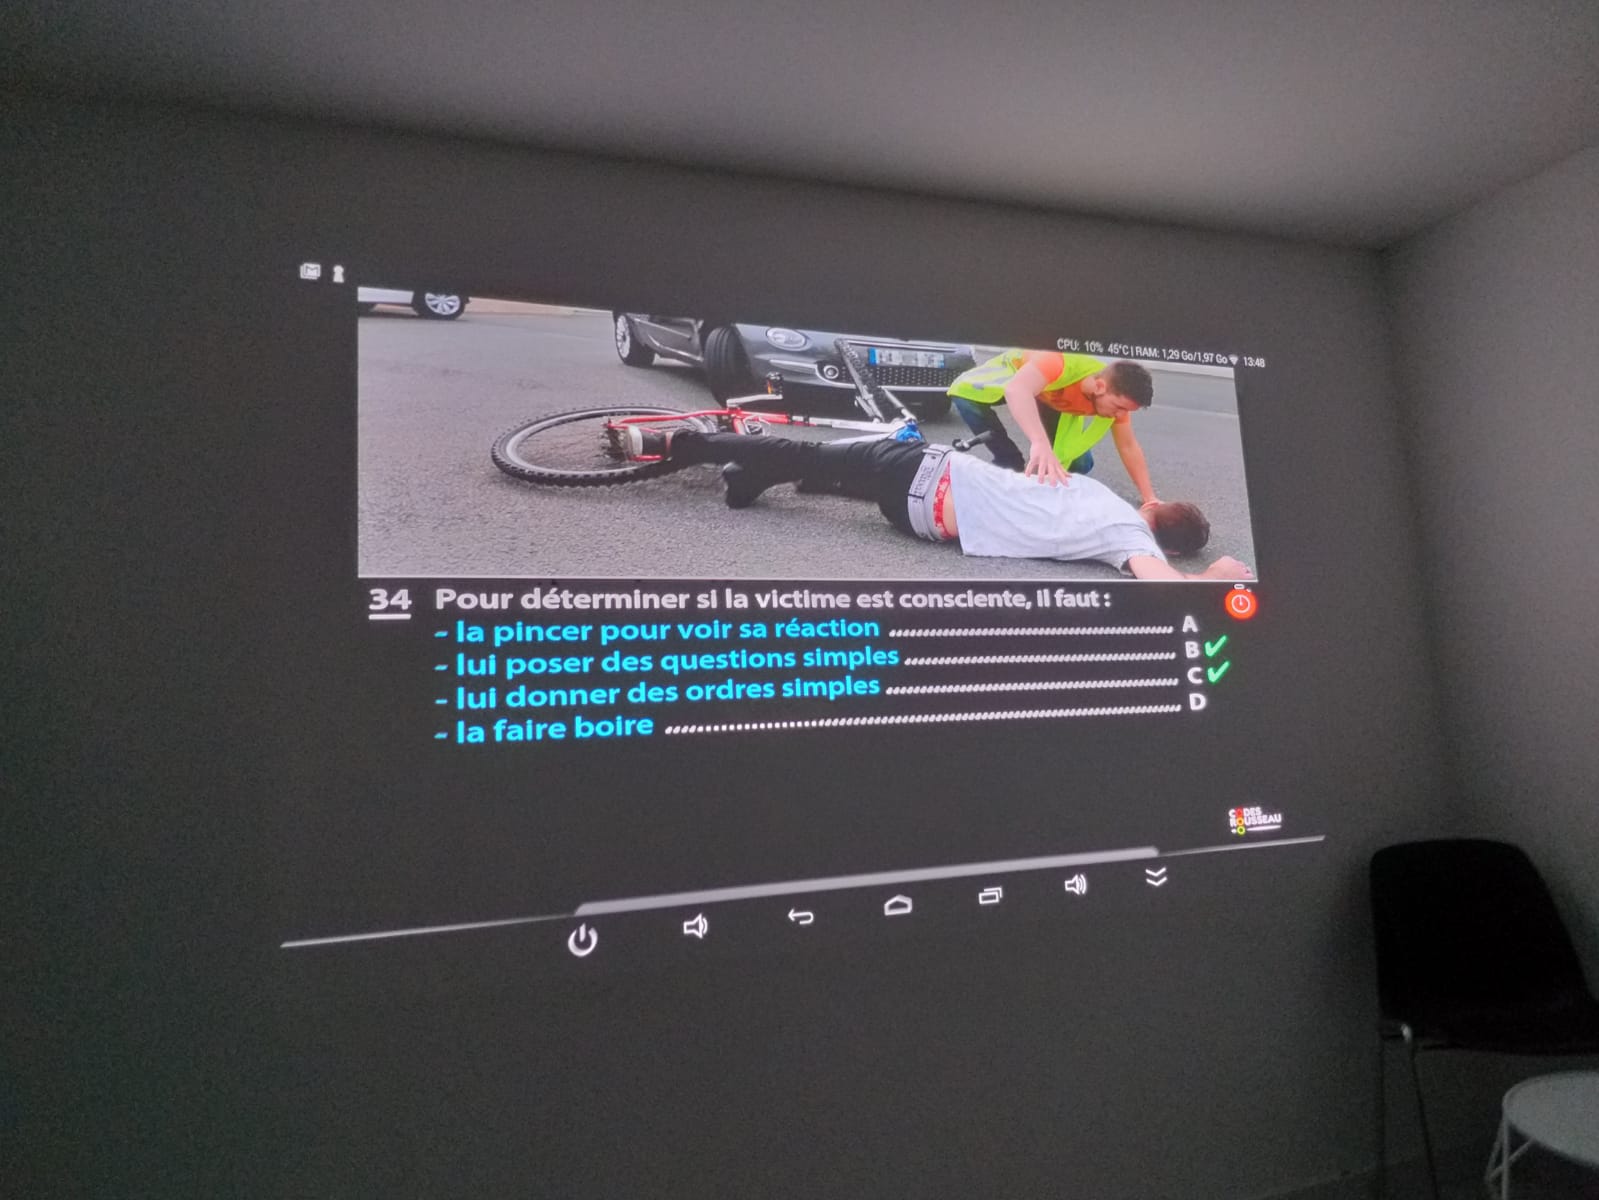 CPU: 10% 45°C | RAM: 1,29 Go/1,97 Go 13:48
34 Pour déterminer si la victime est consciente, il faut :
- la pincer pour voir sa réaction A
- lui poser des questions simples B
- lui donner des ordres simples C
- la faire boire D
CODES
ROUSSEAU